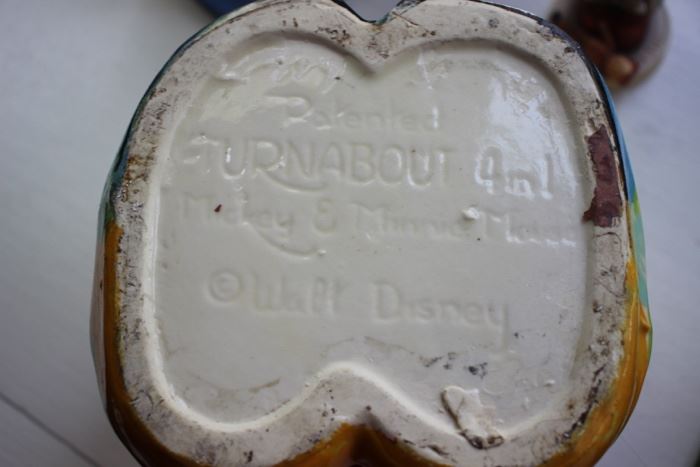 Patented
TURNABOUT 4 in 1
Mickey & Minnie Mouse
© Walt Disney